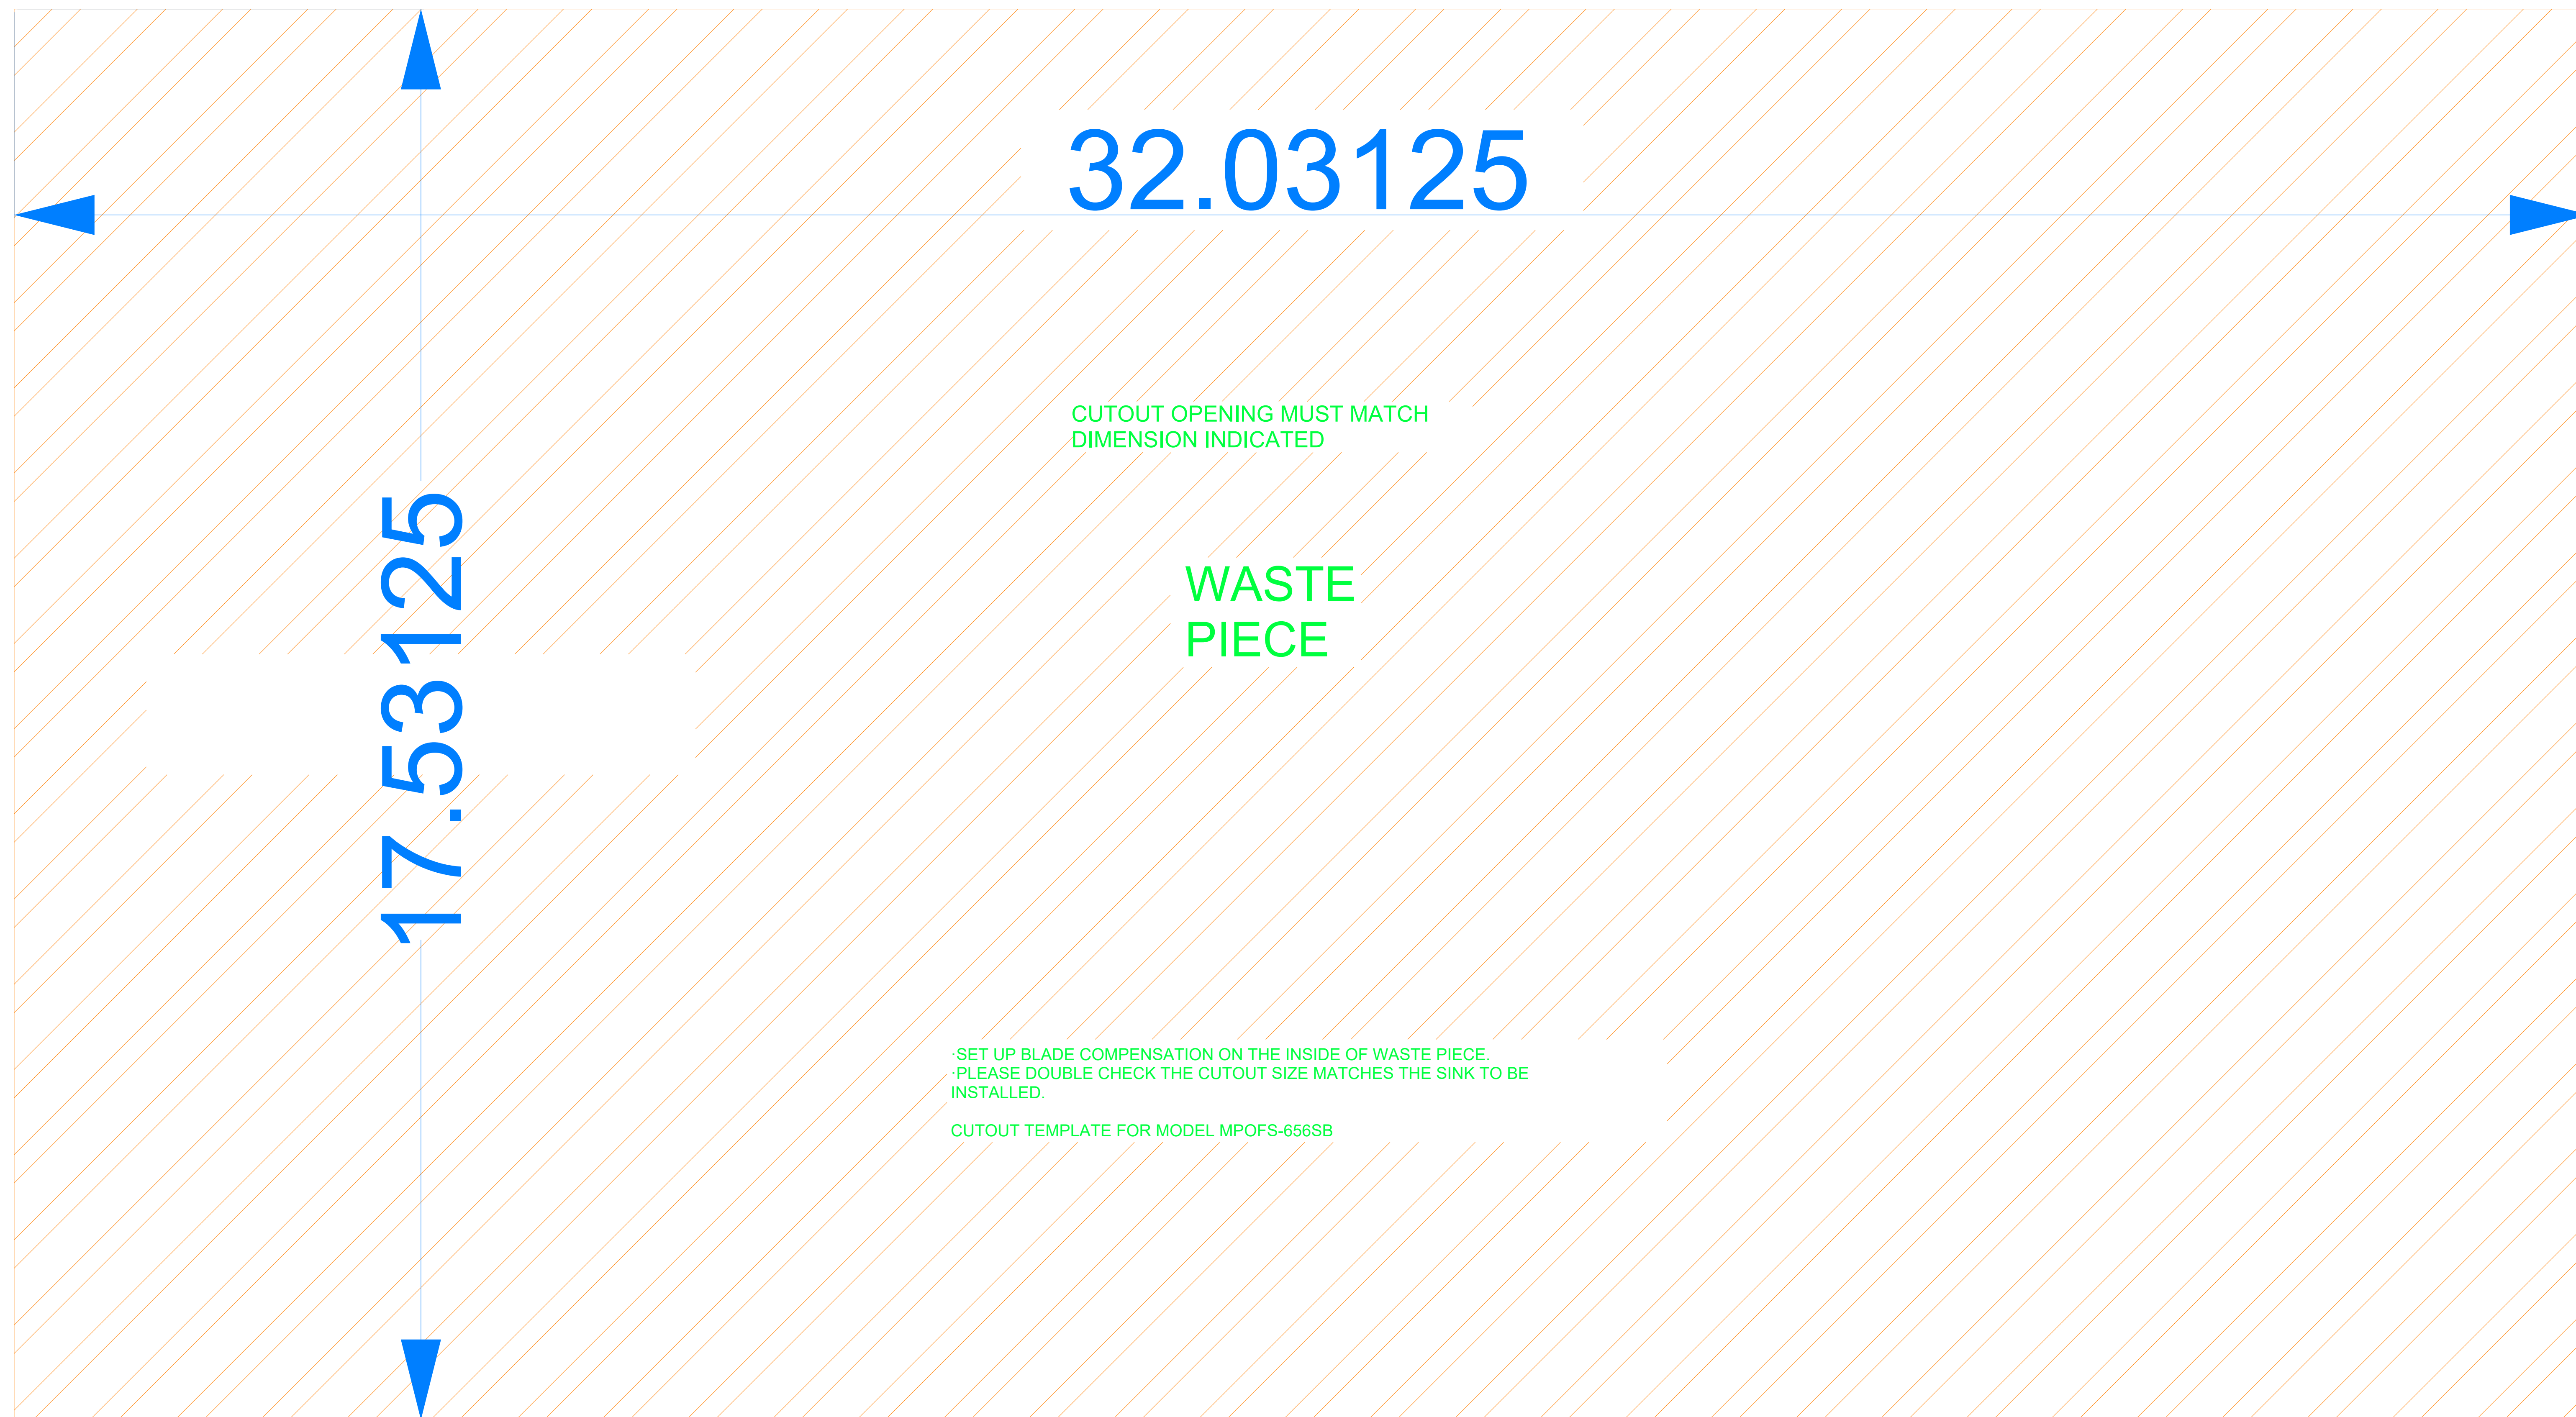 32.03125
CUTOUT OPENING MUST MATCH
DIMENSION INDICATED
17.53125
WASTE
PIECE
·SET UP BLADE COMPENSATION ON THE INSIDE OF WASTE PIECE.
·PLEASE DOUBLE CHECK THE CUTOUT SIZE MATCHES THE SINK TO BE
INSTALLED.
CUTOUT TEMPLATE FOR MODEL MPOFS-656SB